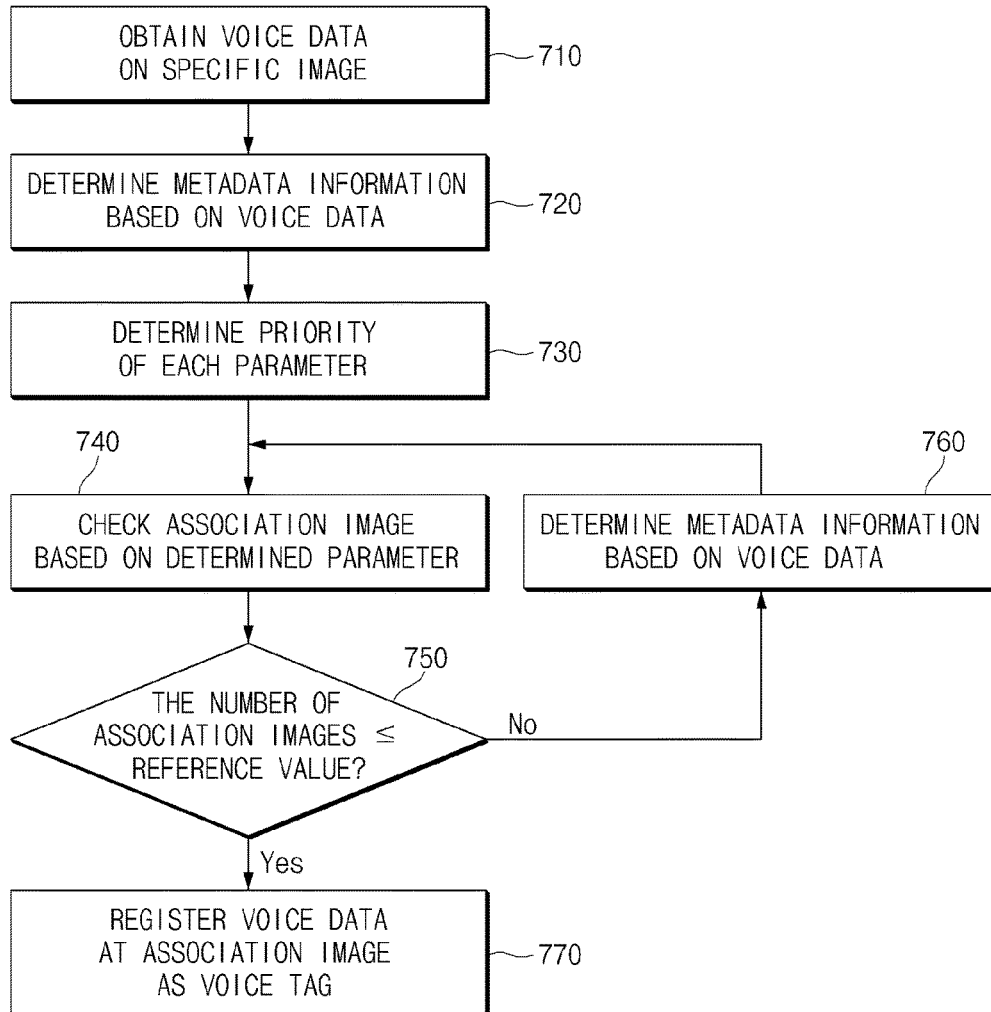 OBTAIN VOICE DATA
ON SPECIFIC IMAGE
710
DETERMINE METADATA INFORMATION
BASED ON VOICE DATA
720
DETERMINE PRIORITY
OF EACH PARAMETER
730
740
CHECK ASSOCIATION IMAGE
BASED ON DETERMINED PARAMETER
760
DETERMINE METADATA INFORMATION
BASED ON VOICE DATA
750
THE NUMBER OF
ASSOCIATION IMAGES ≤
REFERENCE VALUE?
No
Yes
REGISTER VOICE DATA
AT ASSOCIATION IMAGE
AS VOICE TAG
770